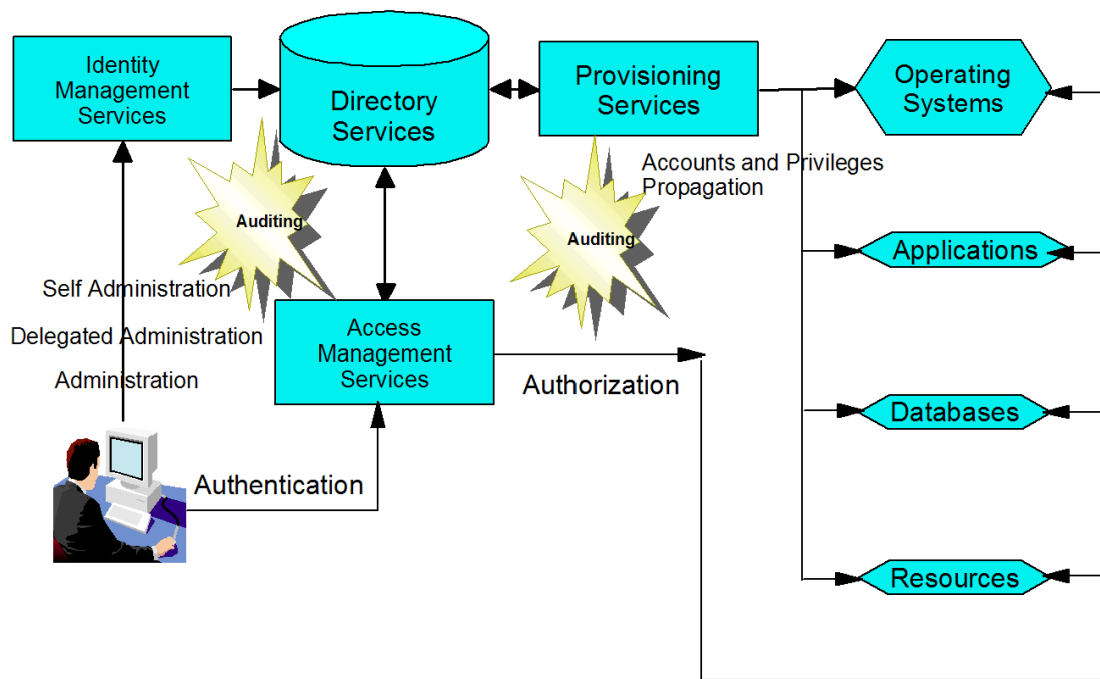 Identity
Management
Services
Directory
Services
Provisioning
Services
Operating
Systems
Accounts and Privileges
Propagation
Auditing
Auditing
Applications
Self Administration
Delegated Administration
Administration
Access
Management
Services
Authorization
Databases
Authentication
Resources